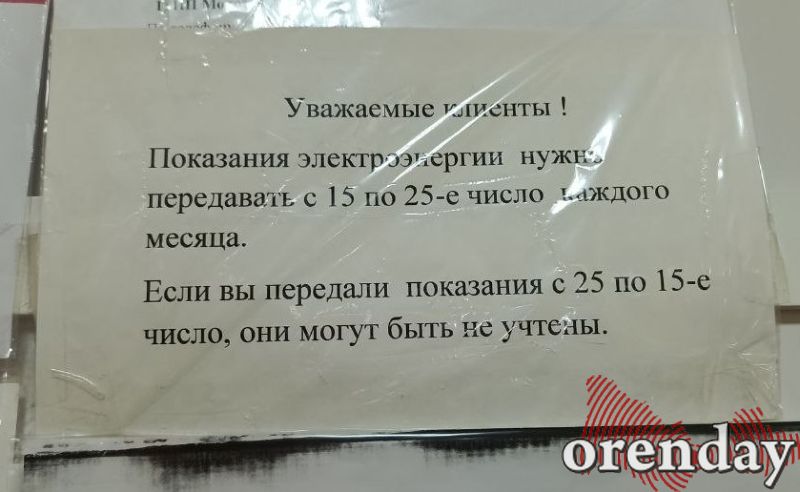 Уважаемые клиенты !
Показания электроэнергии нужно
передавать с 15 по 25-е число каждого
месяца.
Если вы передали показания с 25 по 15-е
число, они могут быть не учтены.
orenday